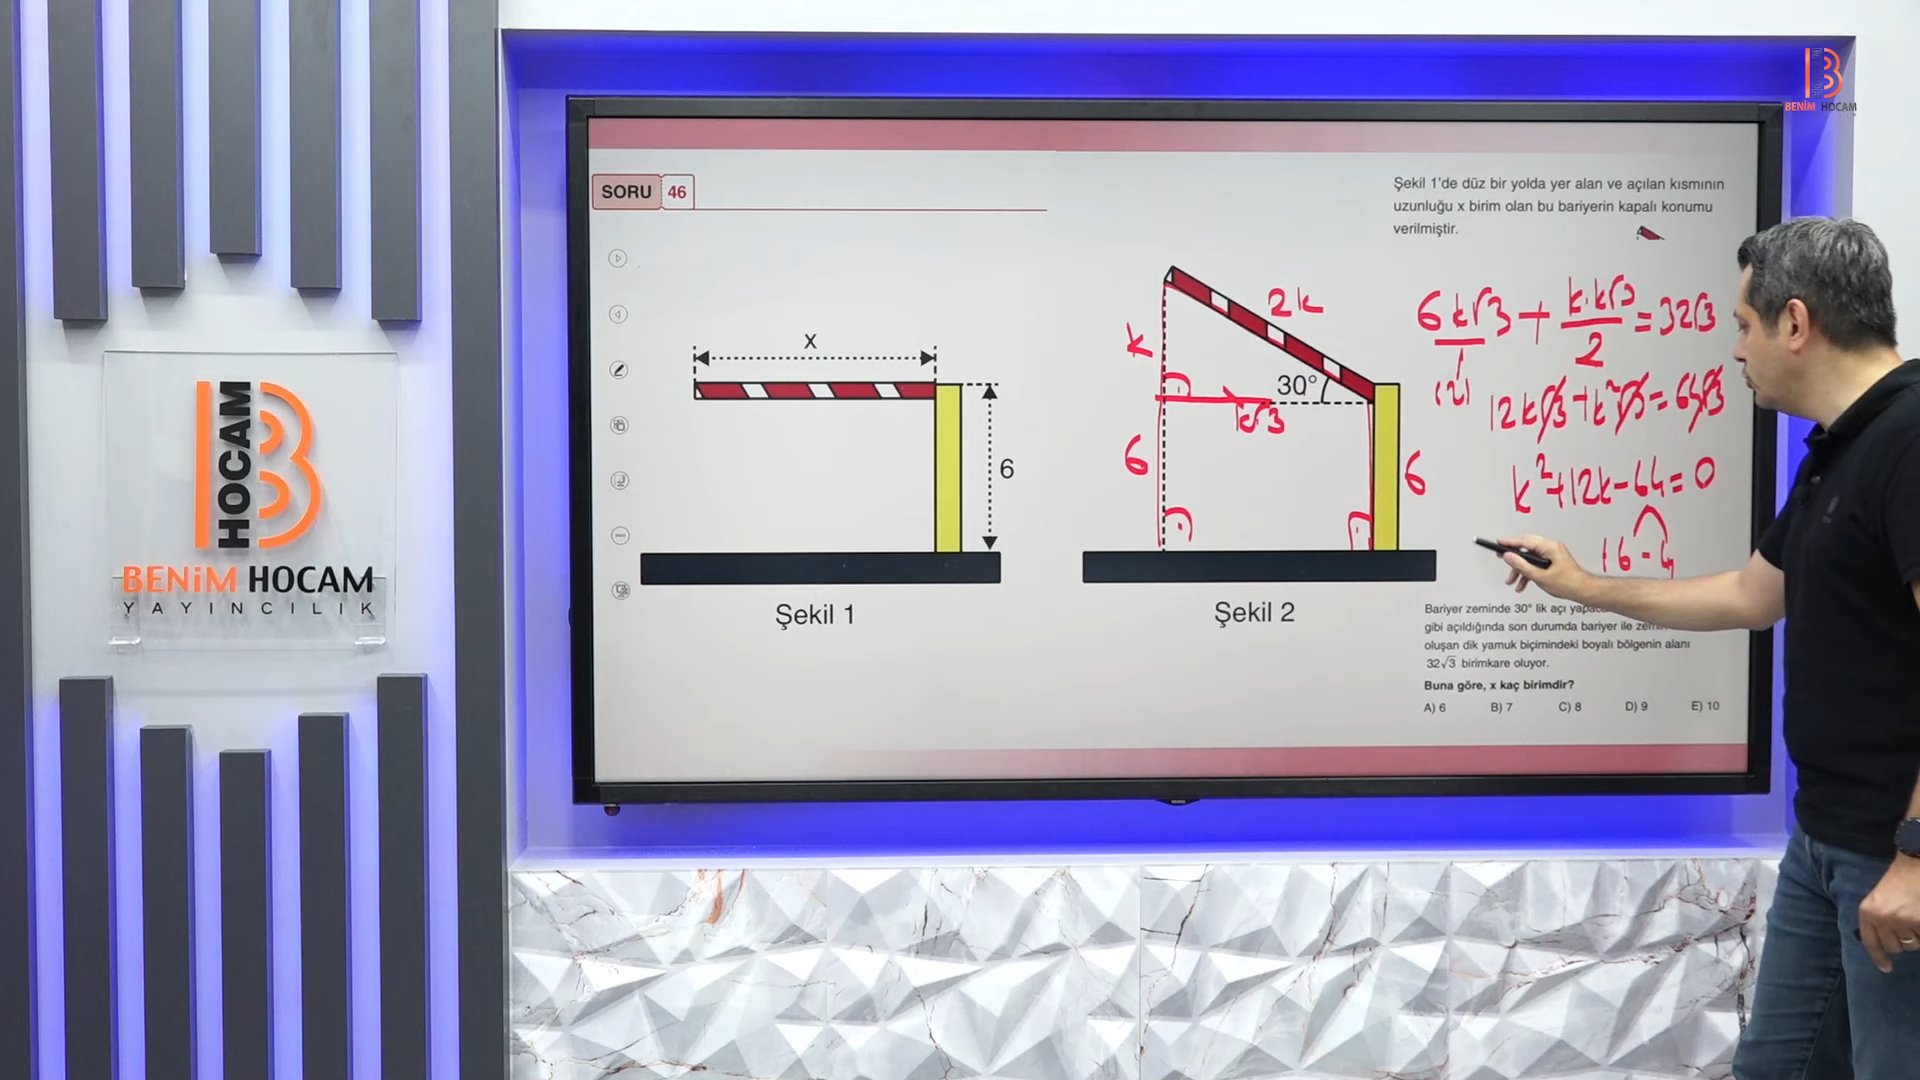 BENİM HOCAM
HOCAM
BENİM HOCAM
YAYINCILIK
SORU 46
Şekil 1'de düz bir yolda yer alan ve açılan kısmının
uzunluğu x birim olan bu bariyerin kapalı konumu
verilmiştir.
x
6
Şekil 1
2k
k
30°
k√3
6
6
Şekil 2
6k√3 + k.k√3 = 32√3
2
(2)
12k√3 + k²√3 = 64√3
k²+12k-64=0
16 -4
Bariyer zeminde 30° lik açı
gibi açıldığında son durumda bariyer ile
oluşan dik yamuk biçimindeki boyalı bölgenin alanı
32√3 birimkare oluyor.
Buna göre, x kaç birimdir?
A) 6 B) 7 C) 8 D) 9 E) 10